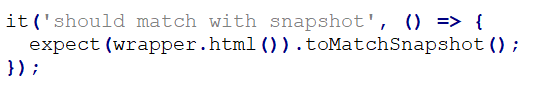 it('should match with snapshot', () => {
  expect(wrapper.html()).toMatchSnapshot();
});